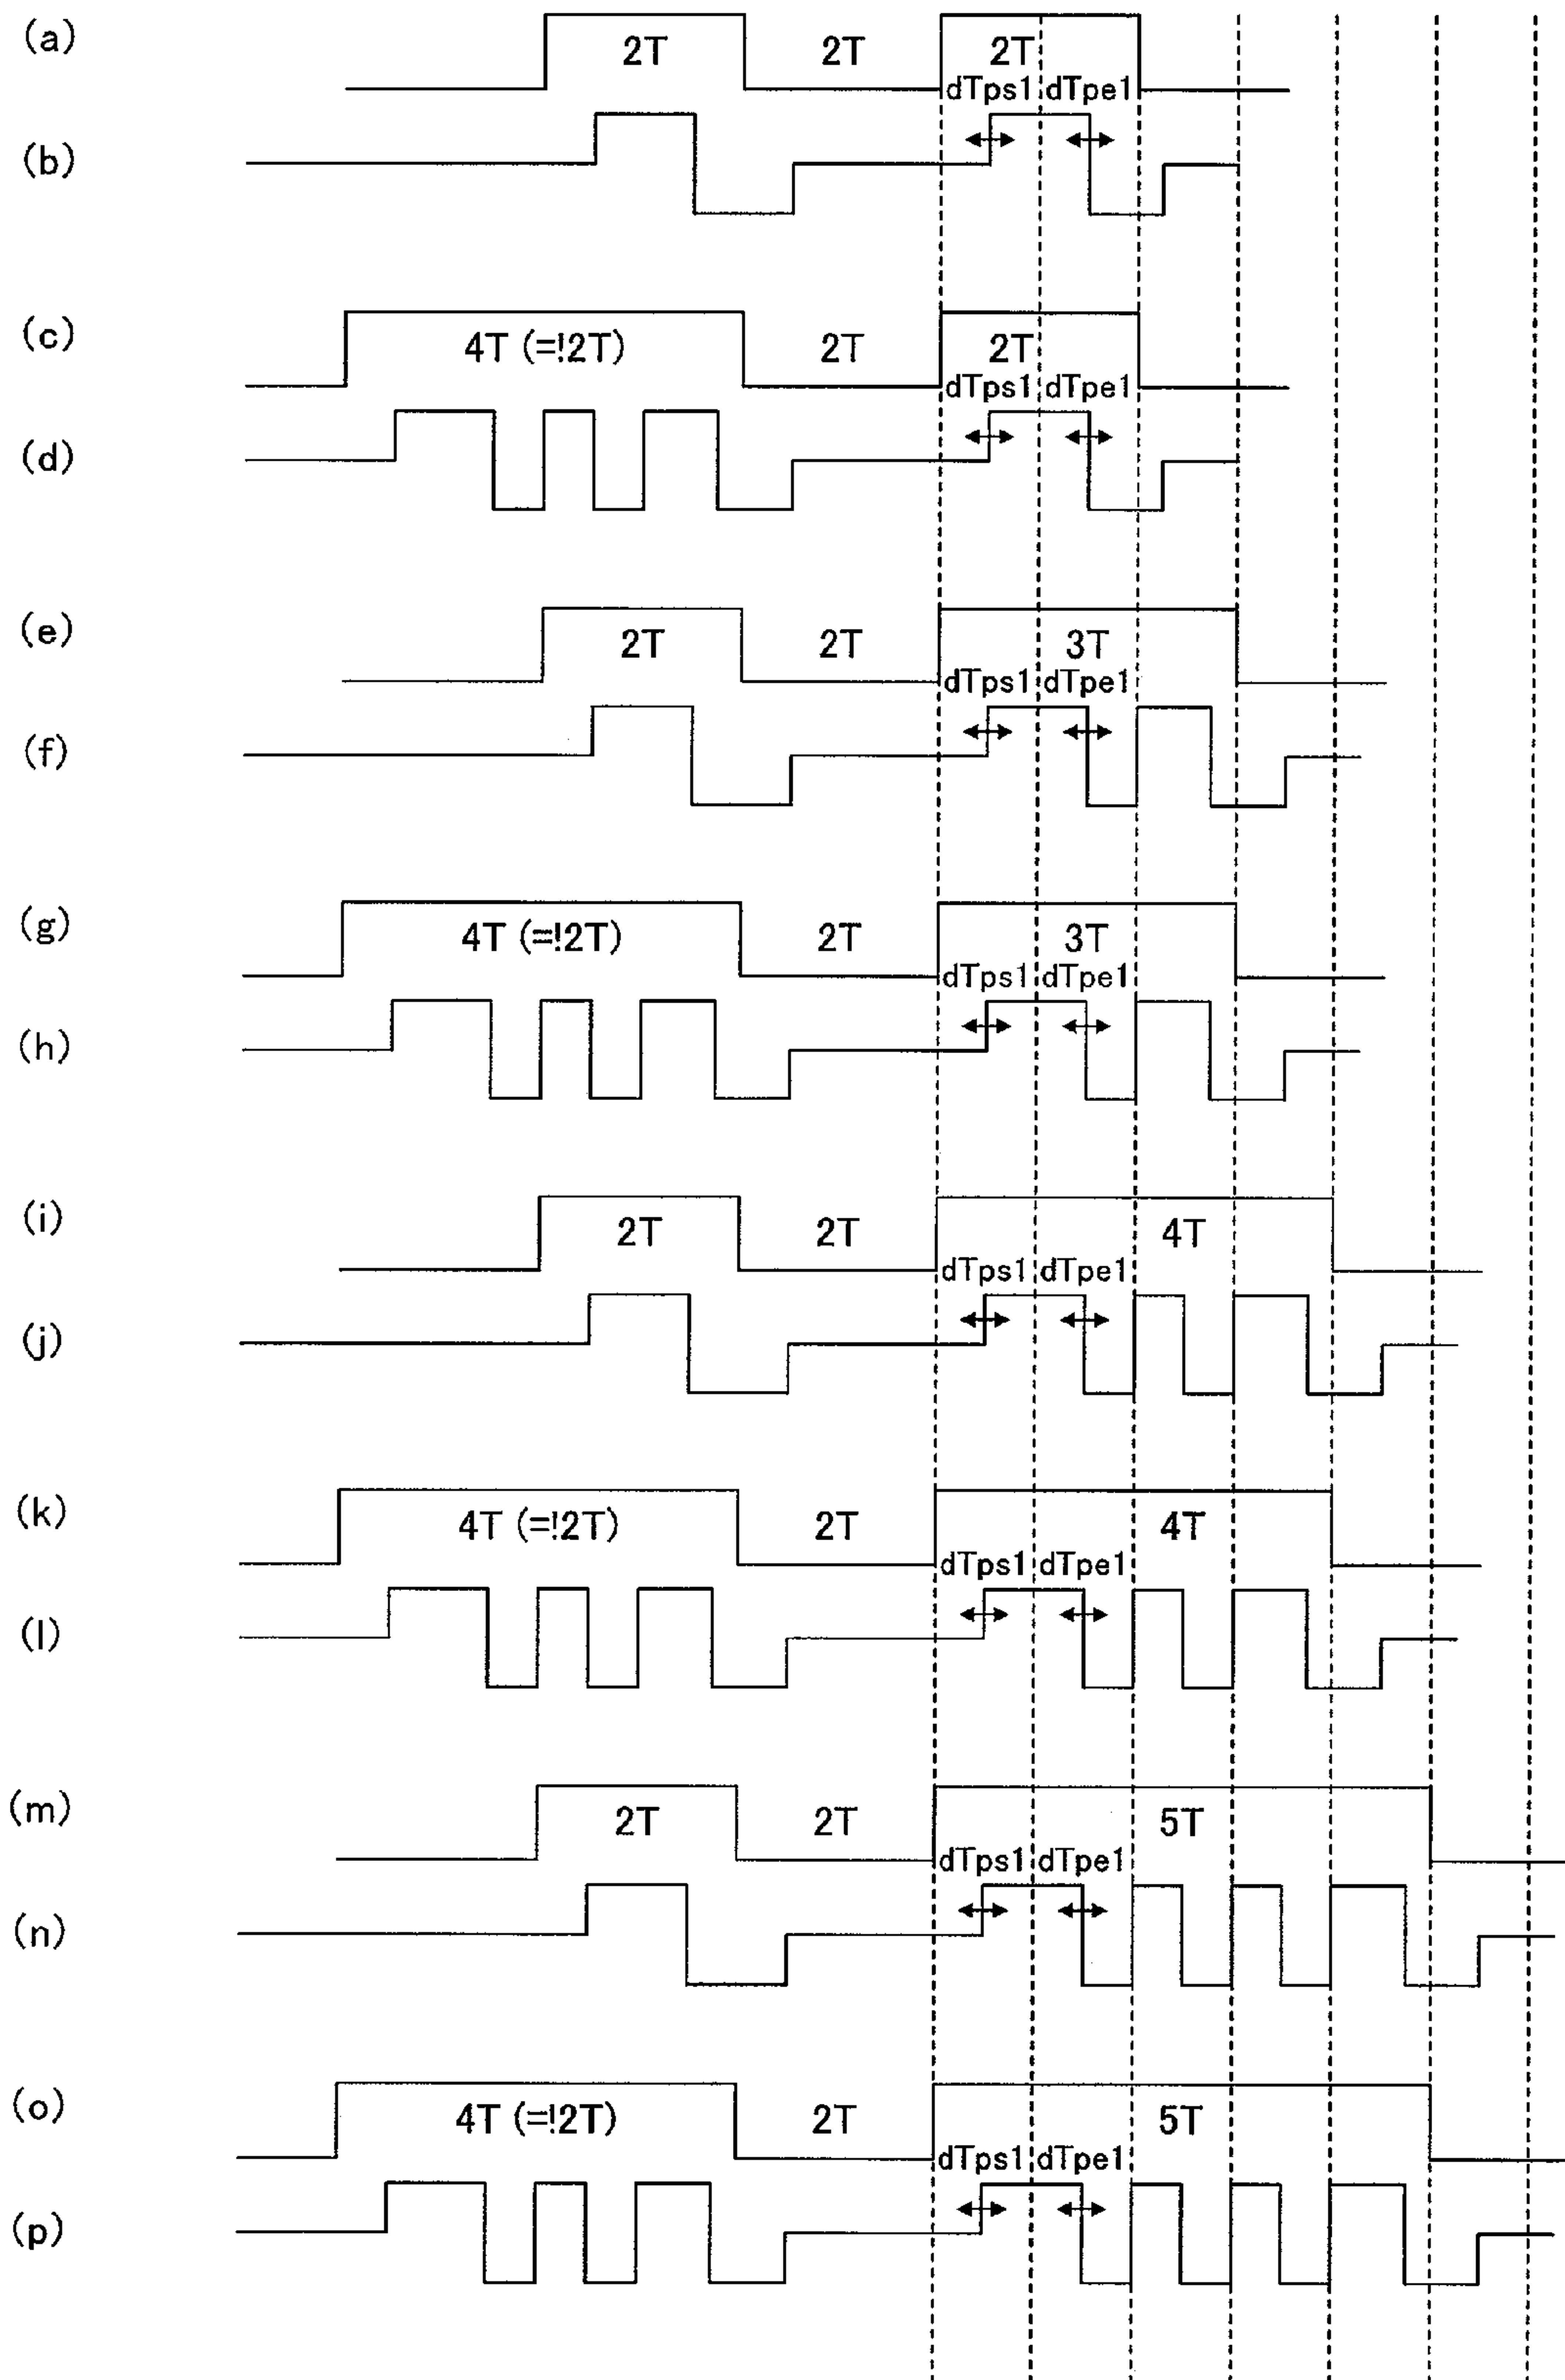 (a) 2T 2T 2T
dTps1 dTpe1
(b)
(c) 4T (=!2T) 2T 2T
dTps1 dTpe1
(d)
(e) 2T 2T 3T
dTps1 dTpe1
(f)
(g) 4T (=!2T) 2T 3T
dTps1 dTpe1
(h)
(i) 2T 2T 4T
dTps1 dTpe1
(j)
(k) 4T (=!2T) 2T 4T
dTps1 dTpe1
(l)
(m) 2T 2T 5T
dTps1 dTpe1
(n)
(o) 4T (=!2T) 2T 5T
dTps1 dTpe1
(p)